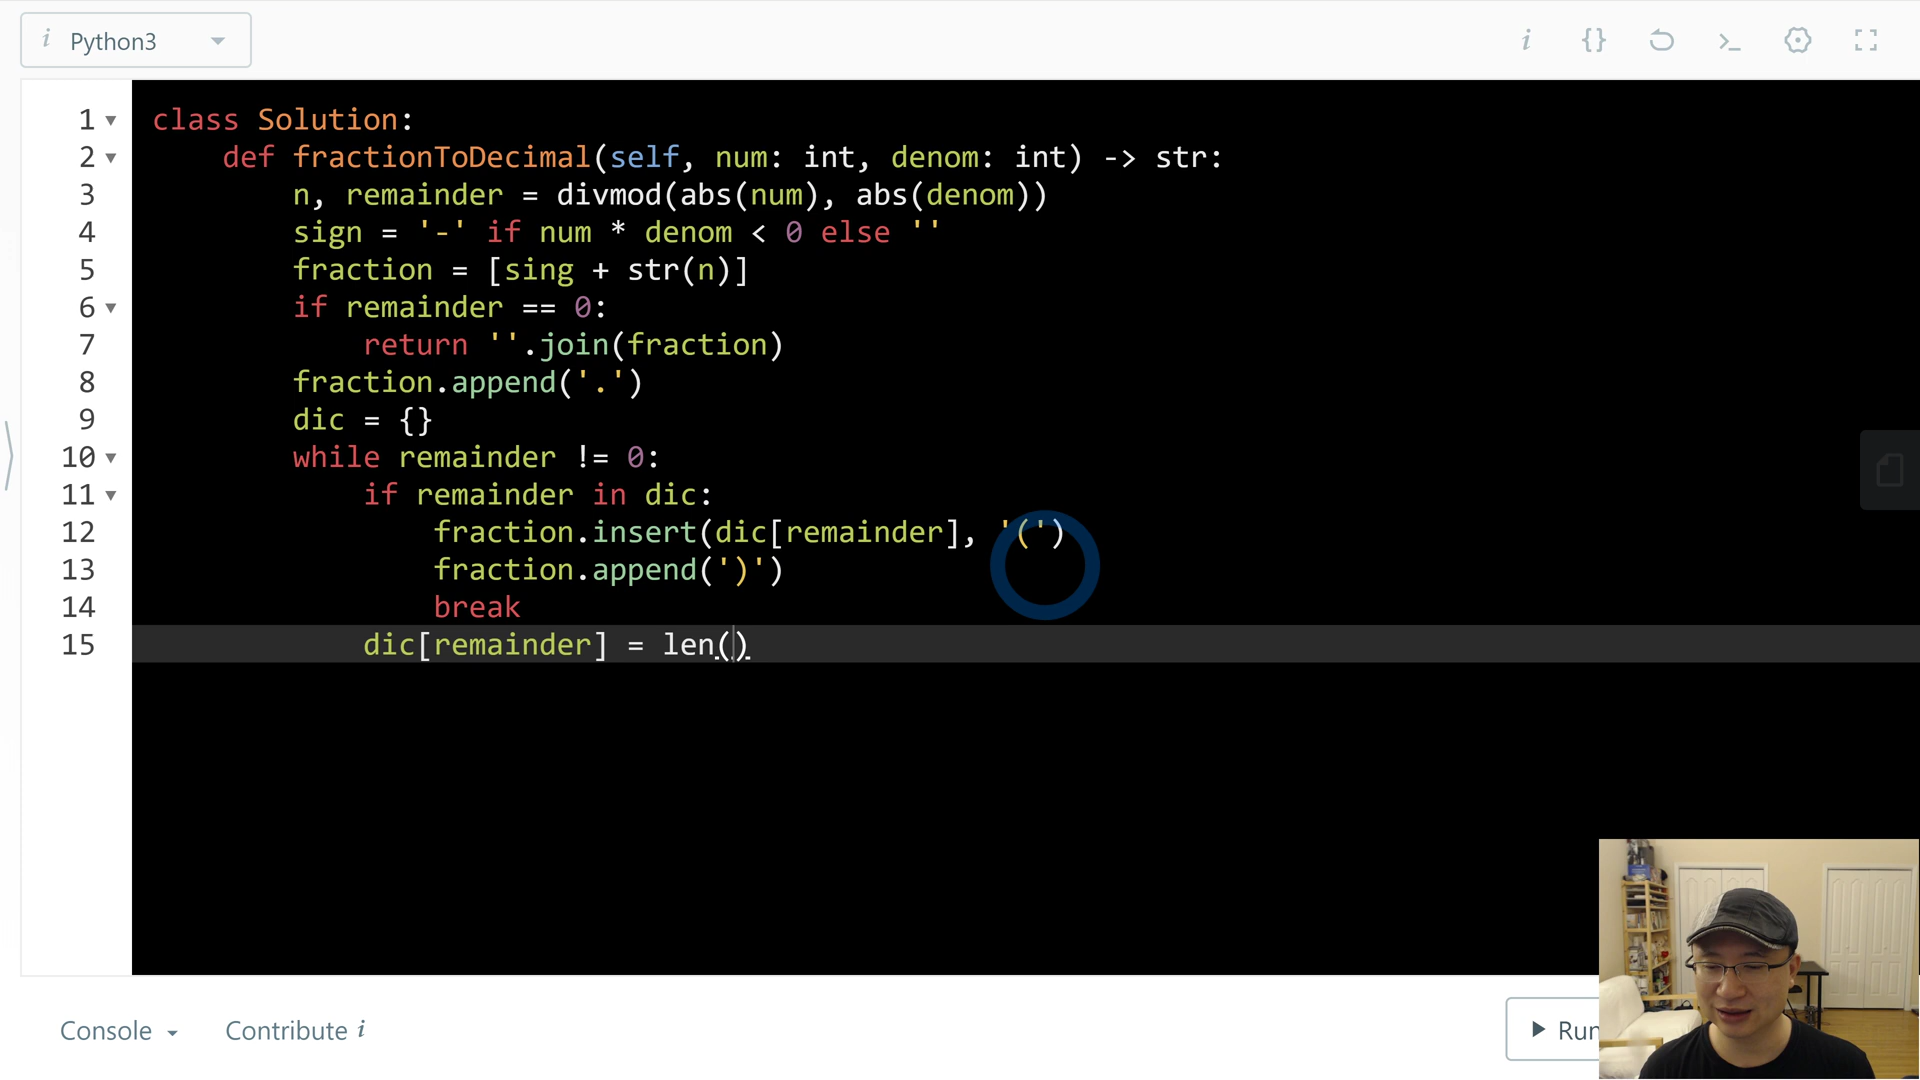 i Python3
i {} >_
1 class Solution:
2 def fractionToDecimal(self, num: int, denom: int) -> str:
3 n, remainder = divmod(abs(num), abs(denom))
4 sign = '-' if num * denom < 0 else ''
5 fraction = [sing + str(n)]
6 if remainder == 0:
7 return ''.join(fraction)
8 fraction.append('.')
9 dic = {}
10 while remainder != 0:
11 if remainder in dic:
12 fraction.insert(dic[remainder], '(')
13 fraction.append(')')
14 break
15 dic[remainder] = len()
Console Contribute i
Run